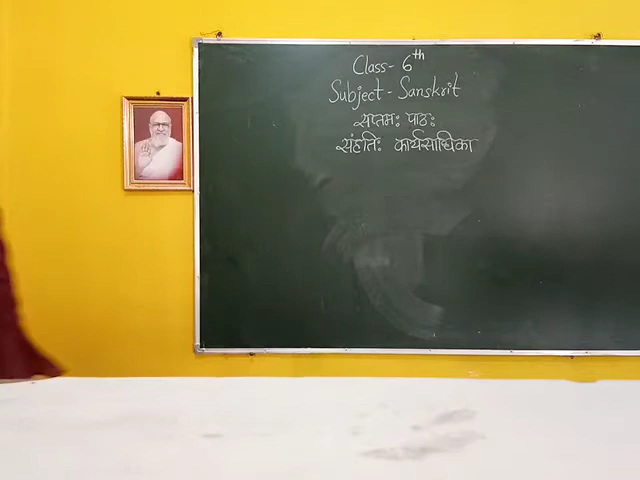 Class- 6th
Subject - Sanskrit
सप्तमः पाठः
संहतिः कार्यसाधिका